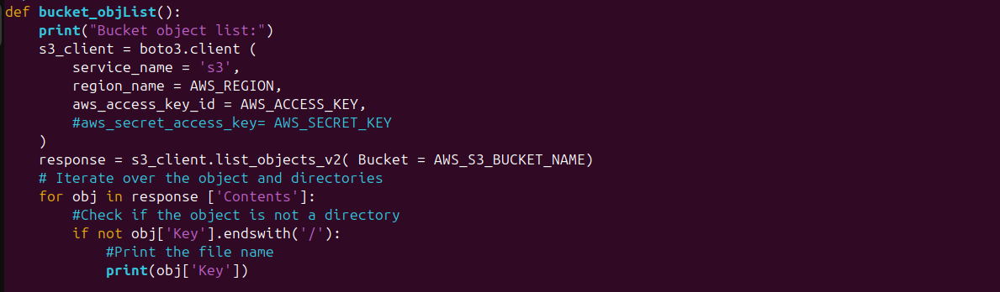 def bucket_objList():
    print("Bucket object list:")
    s3_client = boto3.client (
        service_name = 's3',
        region_name = AWS_REGION,
        aws_access_key_id = AWS_ACCESS_KEY,
        #aws_secret_access_key= AWS_SECRET_KEY
    )
    response = s3_client.list_objects_v2( Bucket = AWS_S3_BUCKET_NAME)
    # Iterate over the object and directories
    for obj in response ['Contents']:
        #Check if the object is not a directory
        if not obj['Key'].endswith('/'):
            #Print the file name
            print(obj['Key'])